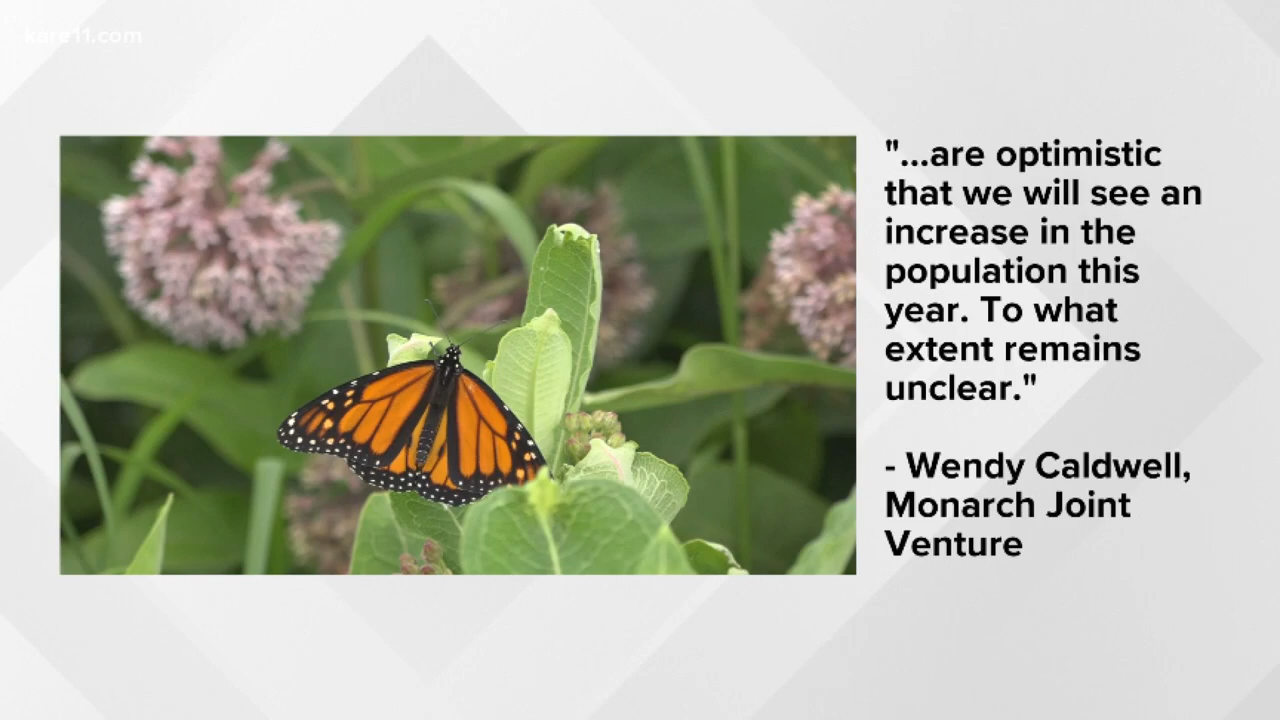 kare11.com
"...are optimistic
that we will see an
increase in the
population this
year. To what
extent remains
unclear."
- Wendy Caldwell,
Monarch Joint
Venture